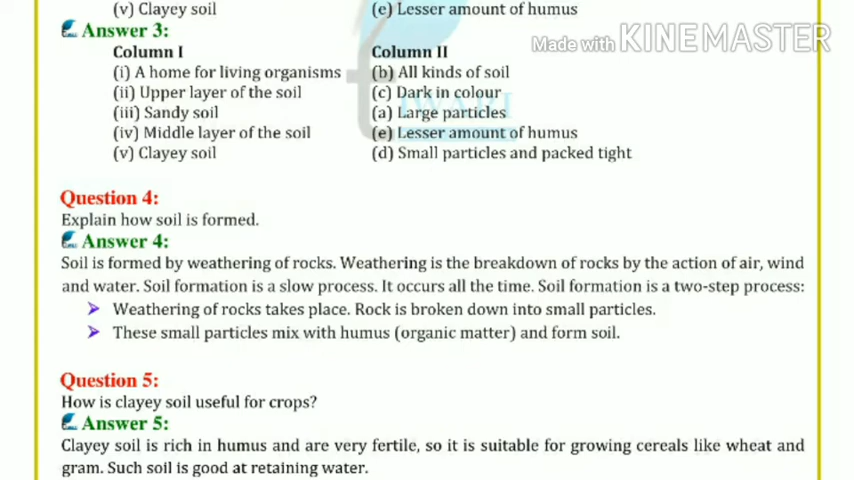 (v) Clayey soil (e) Lesser amount of humus
Answer 3:
Made with KINEMASTER
Column I Column II
(i) A home for living organisms (b) All kinds of soil
(ii) Upper layer of the soil (c) Dark in colour
(iii) Sandy soil (a) Large particles
(iv) Middle layer of the soil (e) Lesser amount of humus
(v) Clayey soil (d) Small particles and packed tight
Question 4:
Explain how soil is formed.
Answer 4:
Soil is formed by weathering of rocks. Weathering is the breakdown of rocks by the action of air, wind
and water. Soil formation is a slow process. It occurs all the time. Soil formation is a two-step process:
Weathering of rocks takes place. Rock is broken down into small particles.
These small particles mix with humus (organic matter) and form soil.
Question 5:
How is clayey soil useful for crops?
Answer 5:
Clayey soil is rich in humus and are very fertile, so it is suitable for growing cereals like wheat and
gram. Such soil is good at retaining water.